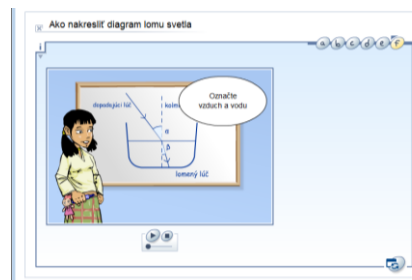 Ako nakresliť diagram lomu svetla
i
a b c d e f
Označte
vzduch a vodu
dopadajúci lúč
α
β
lomený lúč